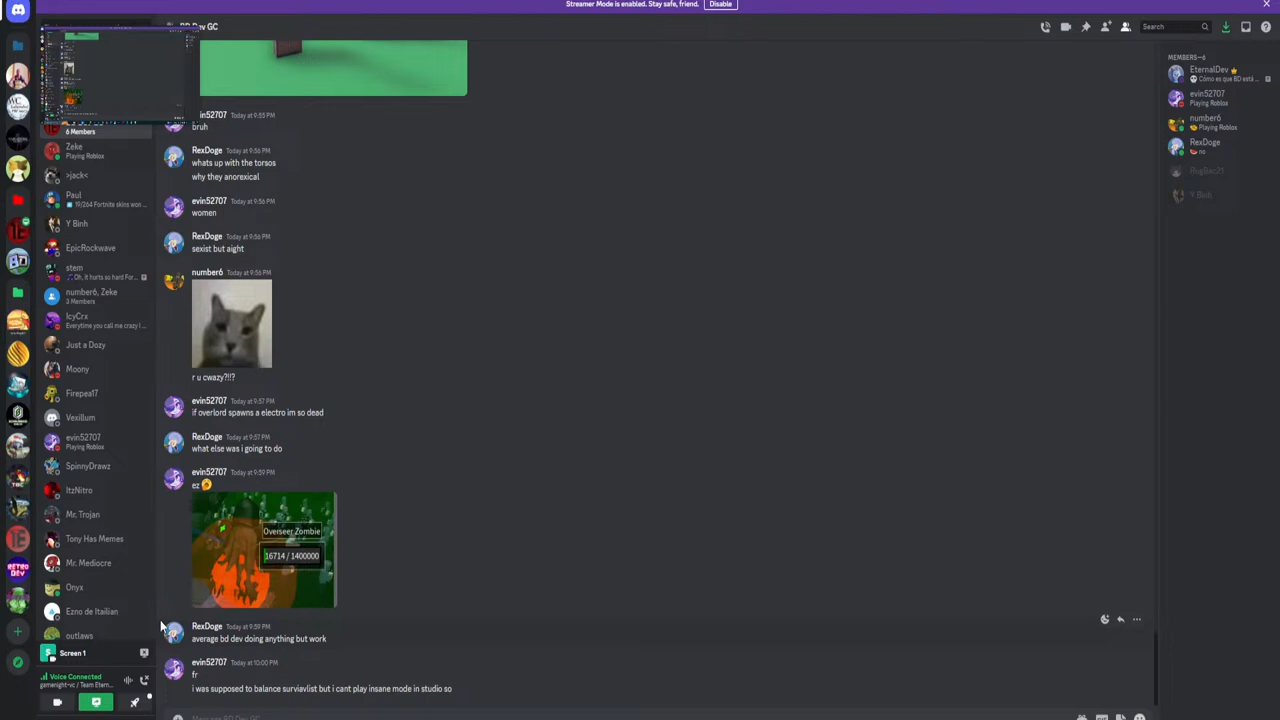 Streamer Mode is enabled. Stay safe, friend. Disable
BD Dev GC
Search
6 Members
Zeke
Playing Roblox
>jack<
Paul
19/264 Fortnite skins won ...
Y Binh
EpicRockwave
stem
Oh, it hurts so hard For...
number6, Zeke
3 Members
IcyCrx
Everytime you call me crazy I ...
Just a Dozy
Moony
Firepea17
Vexillum
evin52707
Playing Roblox
SpinnyDrawz
ItzNitro
Mr. Trojan
Tony Has Memes
Mr. Mediocre
Onyx
Ezno de Itailian
outlaws
Screen 1
Voice Connected
gamenight-vc / Team Etern...
evin52707 Today at 9:55 PM
bruh
RexDoge Today at 9:56 PM
whats up with the torsos
why they anorexical
evin52707 Today at 9:56 PM
women
RexDoge Today at 9:56 PM
sexist but aight
number6 Today at 9:56 PM
r u cwazy?!!?
evin52707 Today at 9:57 PM
if overlord spawns a electro im so dead
RexDoge Today at 9:57 PM
what else was i going to do
evin52707 Today at 9:59 PM
ez
Overseer Zombie
16714 / 1400000
RexDoge Today at 9:59 PM
average bd dev doing anything but work
evin52707 Today at 10:00 PM
fr
i was supposed to balance surviavlist but i cant play insane mode in studio so
Message BD Dev GC
MEMBERS—6
EternalDev
Cómo es que BD está ...
evin52707
Playing Roblox
number6
Playing Roblox
RexDoge
no
RugBac21
Y Binh